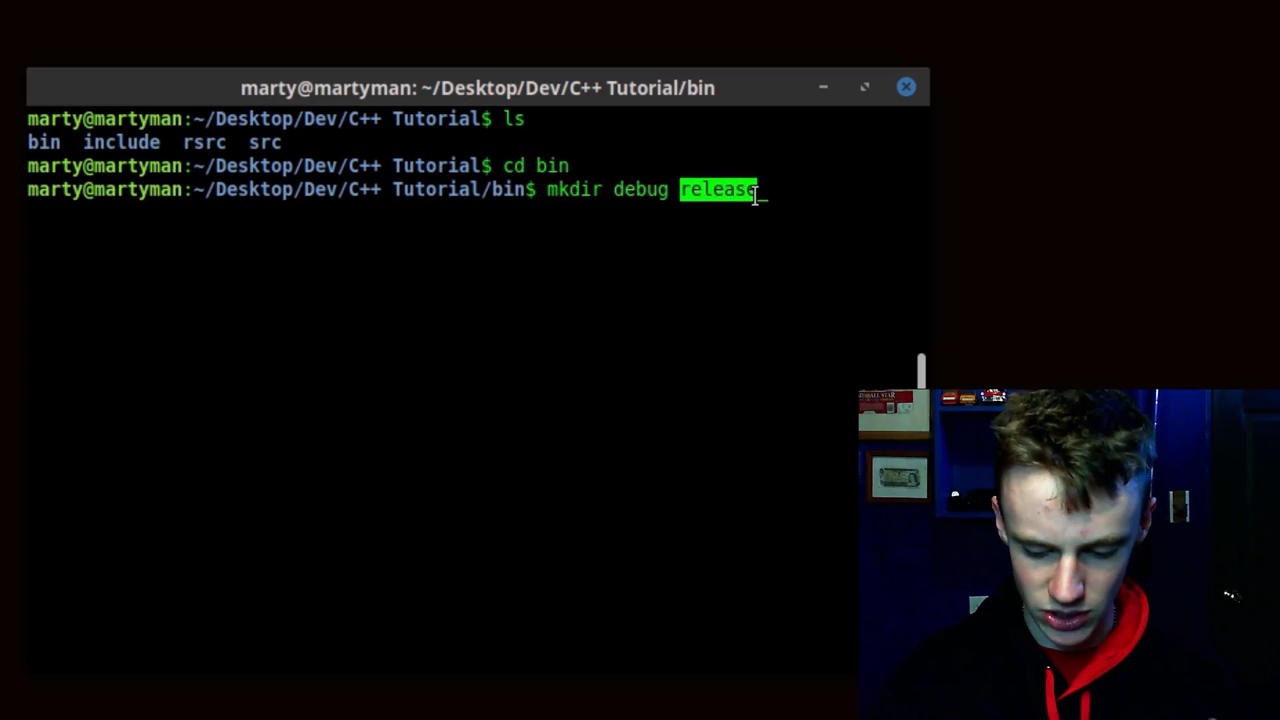 marty@martyman: ~/Desktop/Dev/C++ Tutorial/bin
marty@martyman:~/Desktop/Dev/C++ Tutorial$ ls
bin include rsrc src
marty@martyman:~/Desktop/Dev/C++ Tutorial$ cd bin
marty@martyman:~/Desktop/Dev/C++ Tutorial/bin$ mkdir debug release_